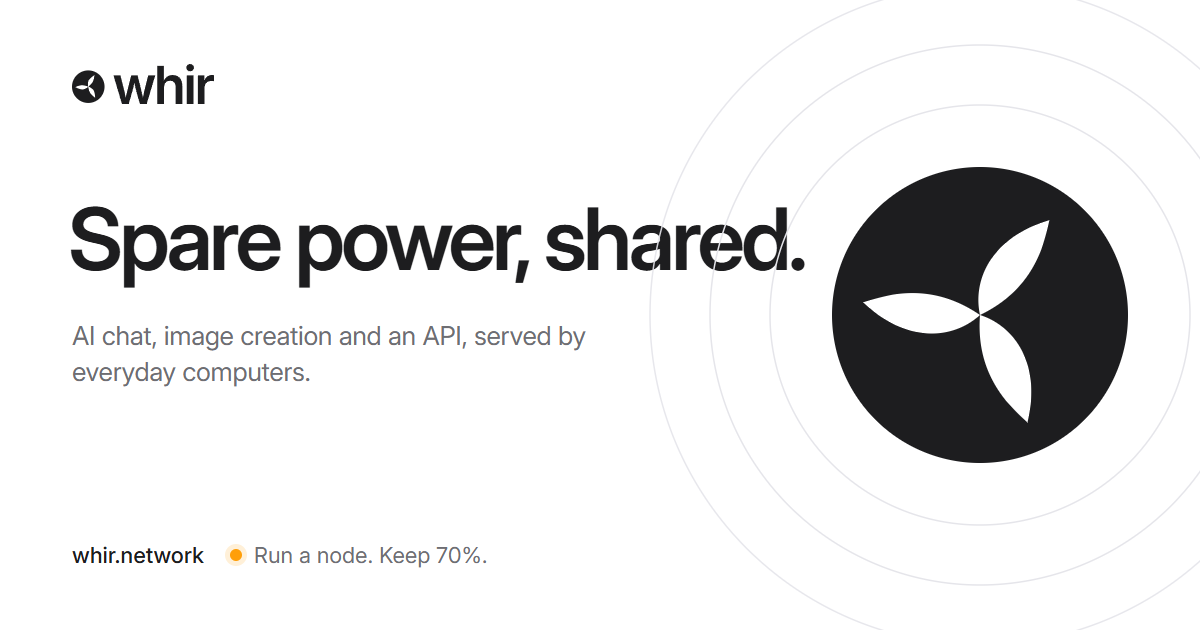 whir
Spare power, shared.
AI chat, image creation and an API, served by
everyday computers.
whir.network Run a node. Keep 70%.